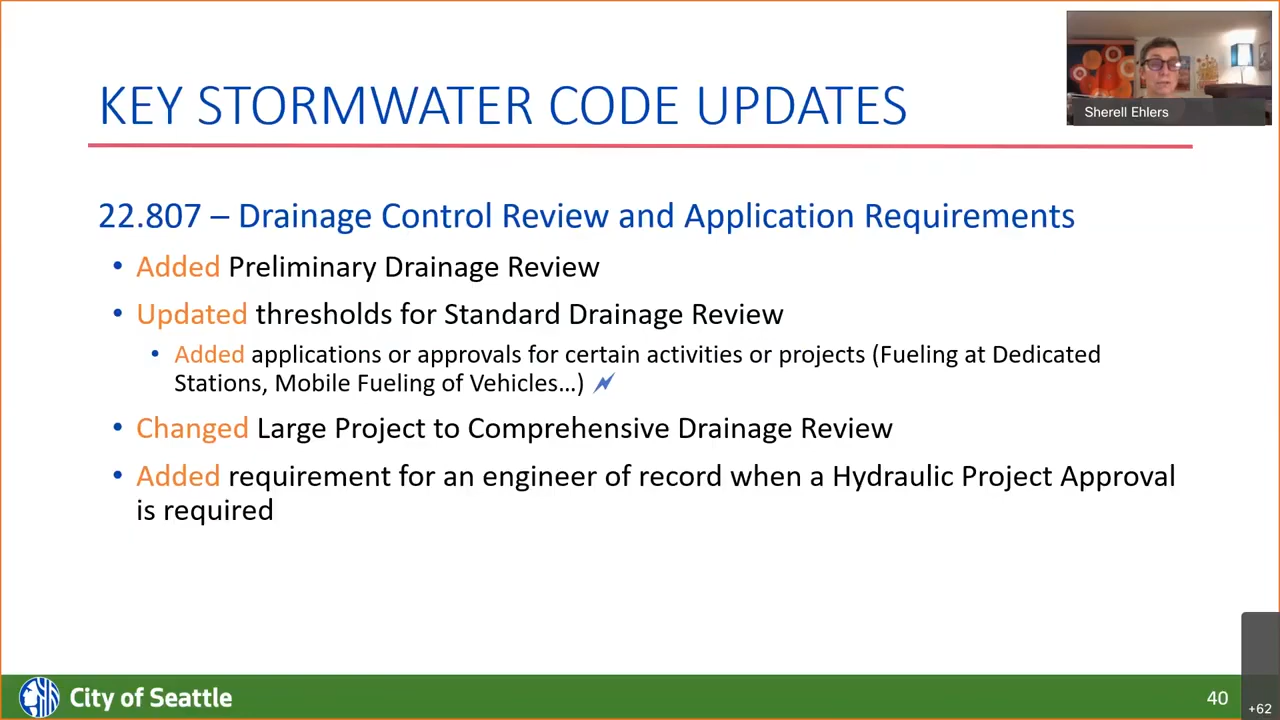 KEY STORMWATER CODE UPDATES
Sherell Ehlers
22.807 – Drainage Control Review and Application Requirements
• Added Preliminary Drainage Review
• Updated thresholds for Standard Drainage Review
• Added applications or approvals for certain activities or projects (Fueling at Dedicated
Stations, Mobile Fueling of Vehicles…)
• Changed Large Project to Comprehensive Drainage Review
• Added requirement for an engineer of record when a Hydraulic Project Approval
is required
City of Seattle
40
+62